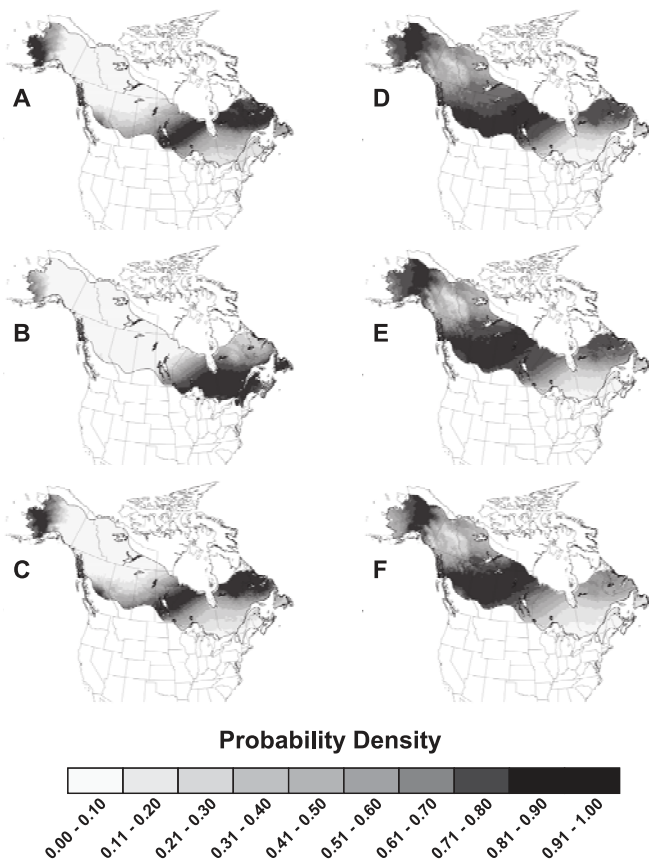 A
D
B
E
C
F
Probability Density
0.00 - 0.10
0.11 - 0.20
0.21 - 0.30
0.31 - 0.40
0.41 - 0.50
0.51 - 0.60
0.61 - 0.70
0.71 - 0.80
0.81 - 0.90
0.91 - 1.00